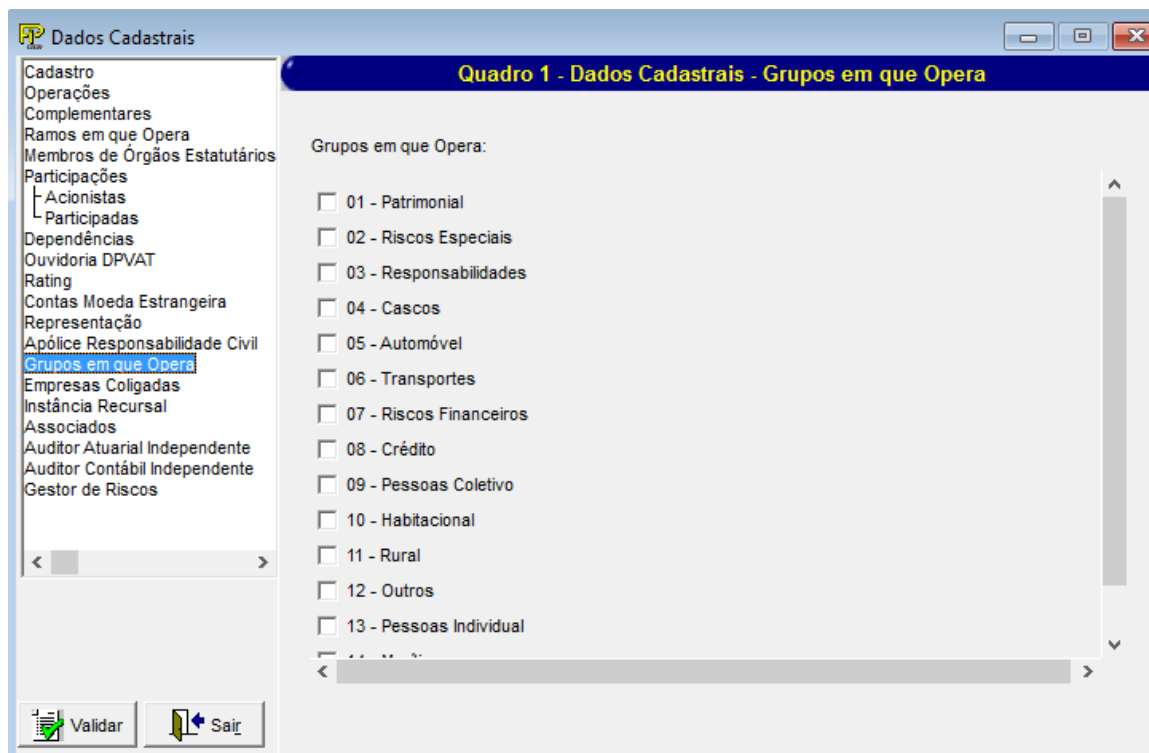 Dados Cadastrais
Cadastro
Operações
Complementares
Ramos em que Opera
Membros de Órgãos Estatutários
Participações
Acionistas
Participadas
Dependências
Ouvidoria DPVAT
Rating
Contas Moeda Estrangeira
Representação
Apólice Responsabilidade Civil
Grupos em que Opera
Empresas Coligadas
Instância Recursal
Associados
Auditor Atuarial Independente
Auditor Contábil Independente
Gestor de Riscos
Validar
Sair
Quadro 1 - Dados Cadastrais - Grupos em que Opera
Grupos em que Opera:
01 - Patrimonial
02 - Riscos Especiais
03 - Responsabilidades
04 - Cascos
05 - Automóvel
06 - Transportes
07 - Riscos Financeiros
08 - Crédito
09 - Pessoas Coletivo
10 - Habitacional
11 - Rural
12 - Outros
13 - Pessoas Individual